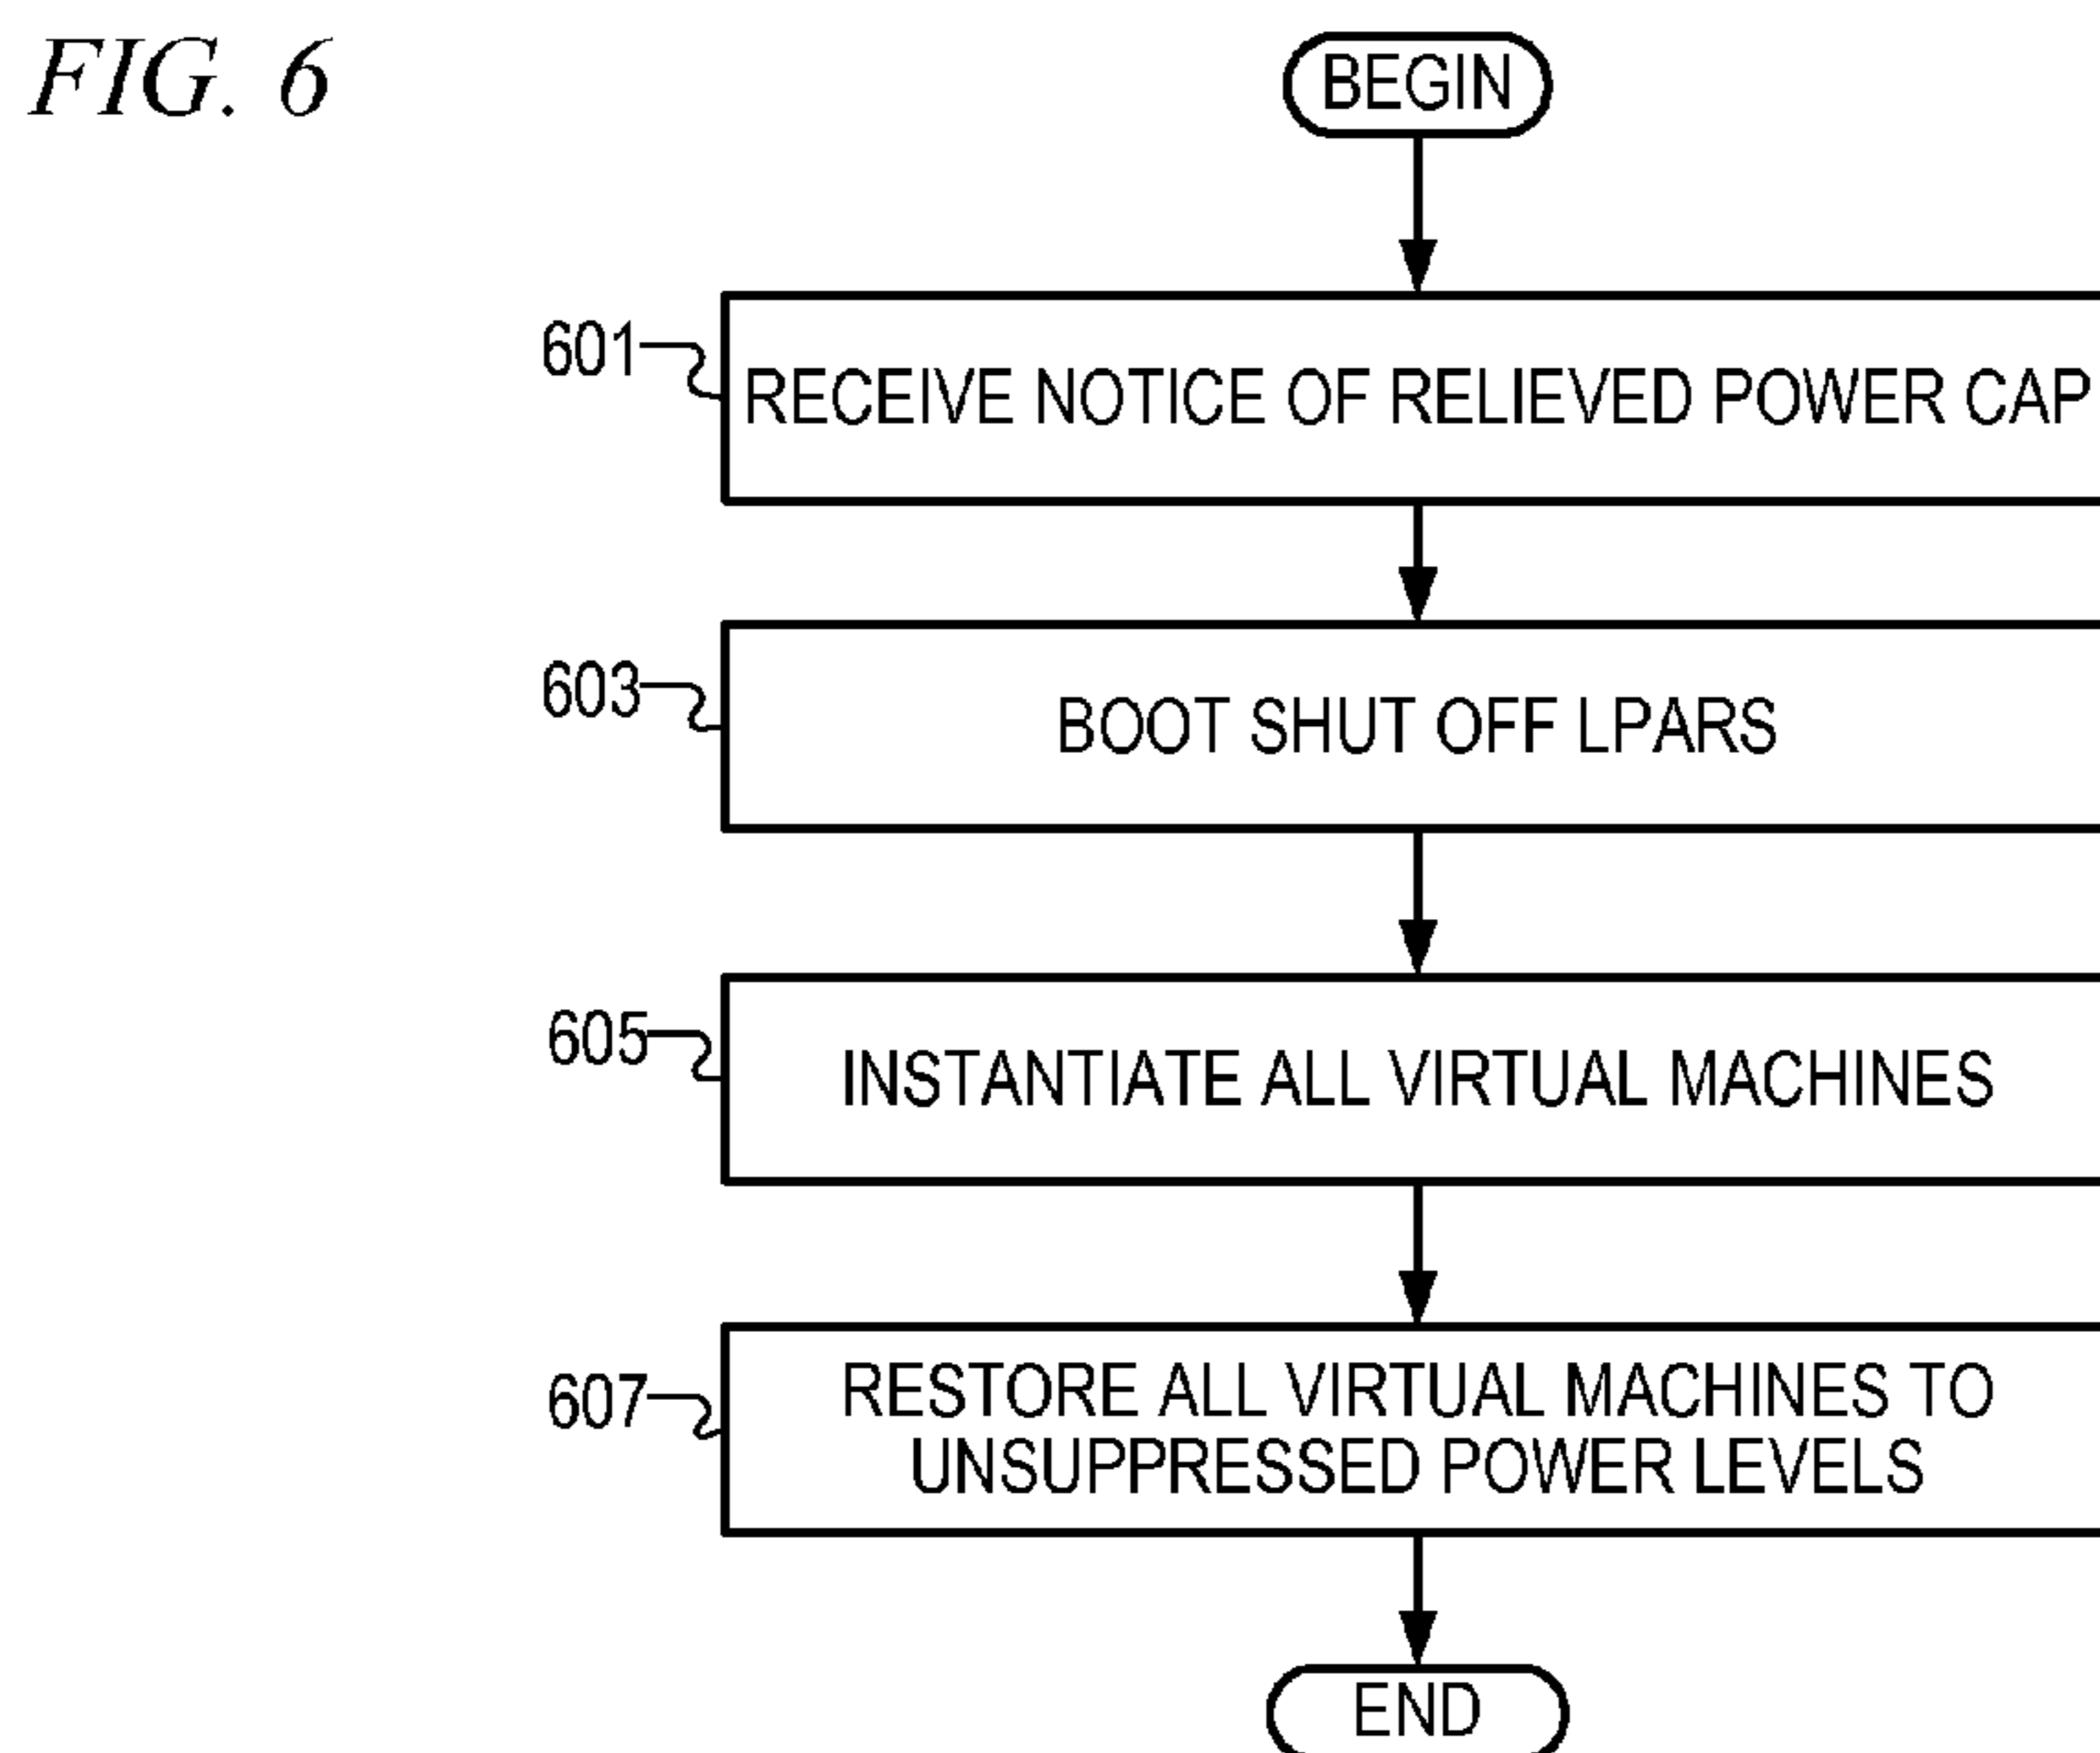 FIG. 6
BEGIN
601
RECEIVE NOTICE OF RELIEVED POWER CAP
603
BOOT SHUT OFF LPARS
605
INSTANTIATE ALL VIRTUAL MACHINES
607
RESTORE ALL VIRTUAL MACHINES TO
UNSUPPRESSED POWER LEVELS
END